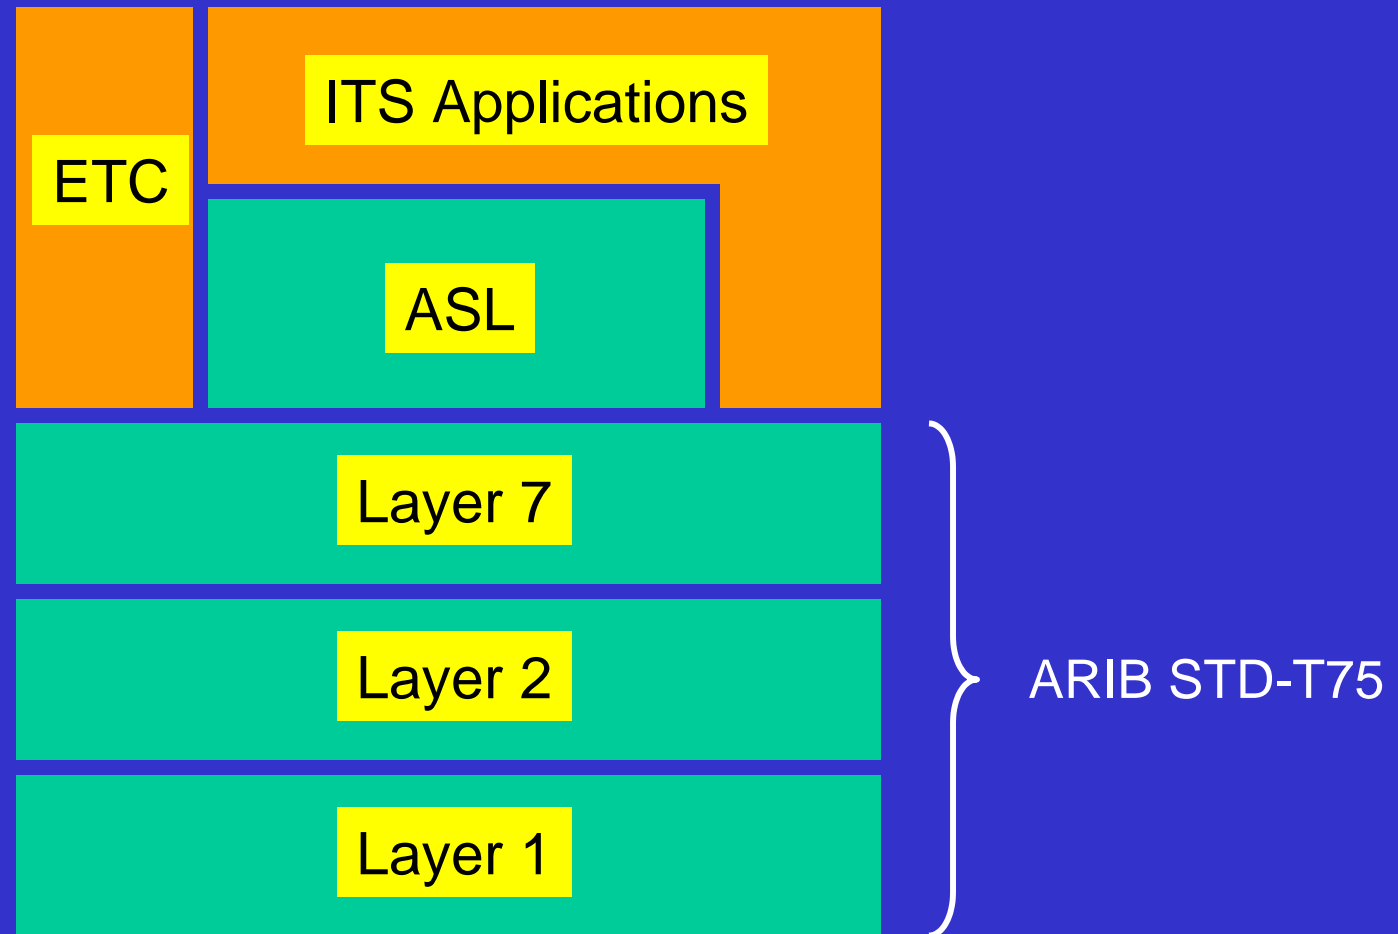 ITS Applications
ETC
ASL
Layer 7
Layer 2
ARIB STD-T75
Layer 1